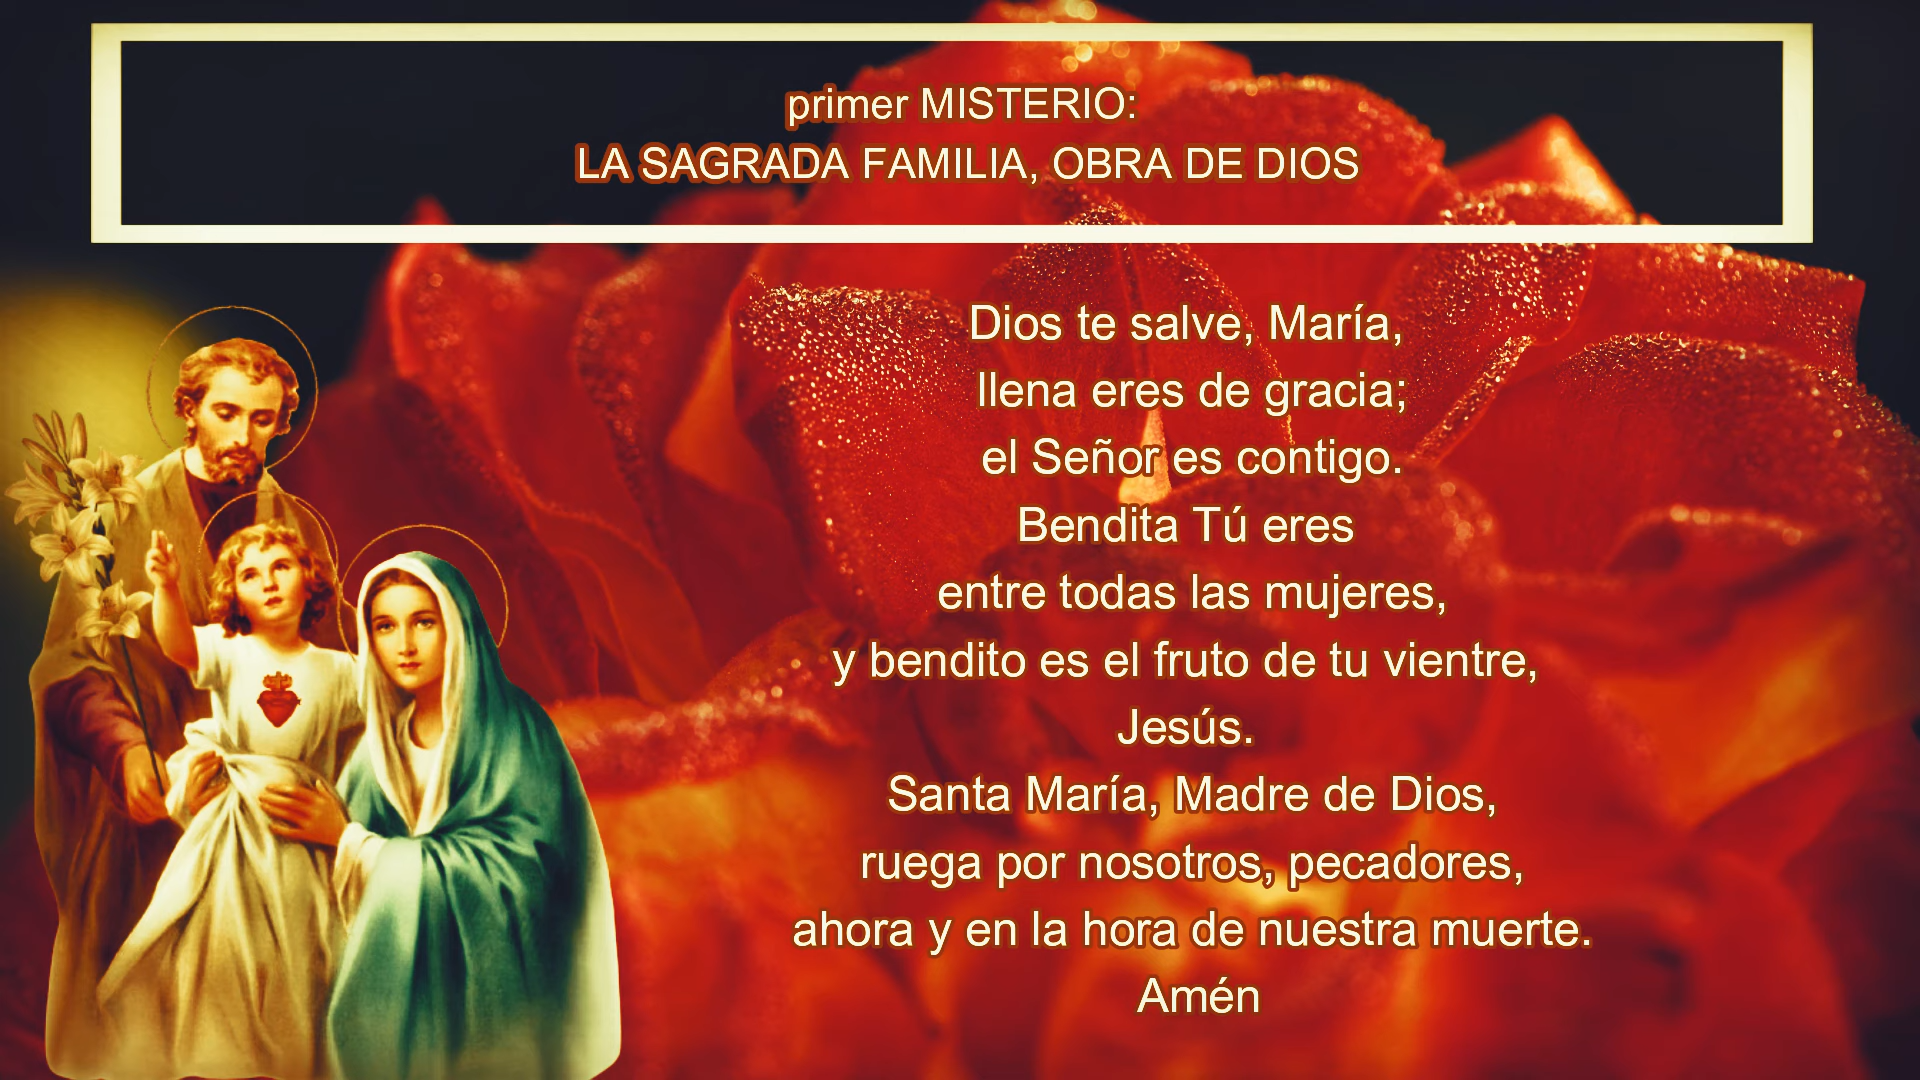 primer MISTERIO:
LA SAGRADA FAMILIA, OBRA DE DIOS
Dios te salve, María,
llena eres de gracia;
el Señor es contigo.
Bendita Tú eres
entre todas las mujeres,
y bendito es el fruto de tu vientre,
Jesús.
Santa María, Madre de Dios,
ruega por nosotros, pecadores,
ahora y en la hora de nuestra muerte.
Amén